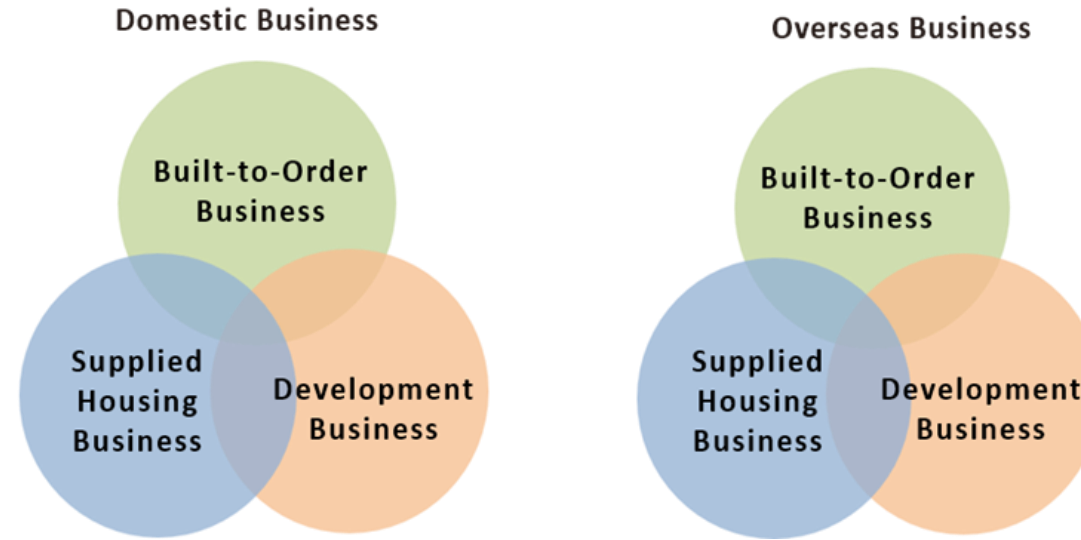 Domestic Business
Built-to-Order
Business
Supplied
Housing
Business
Development
Business
Overseas Business
Built-to-Order
Business
Supplied
Housing
Business
Development
Business